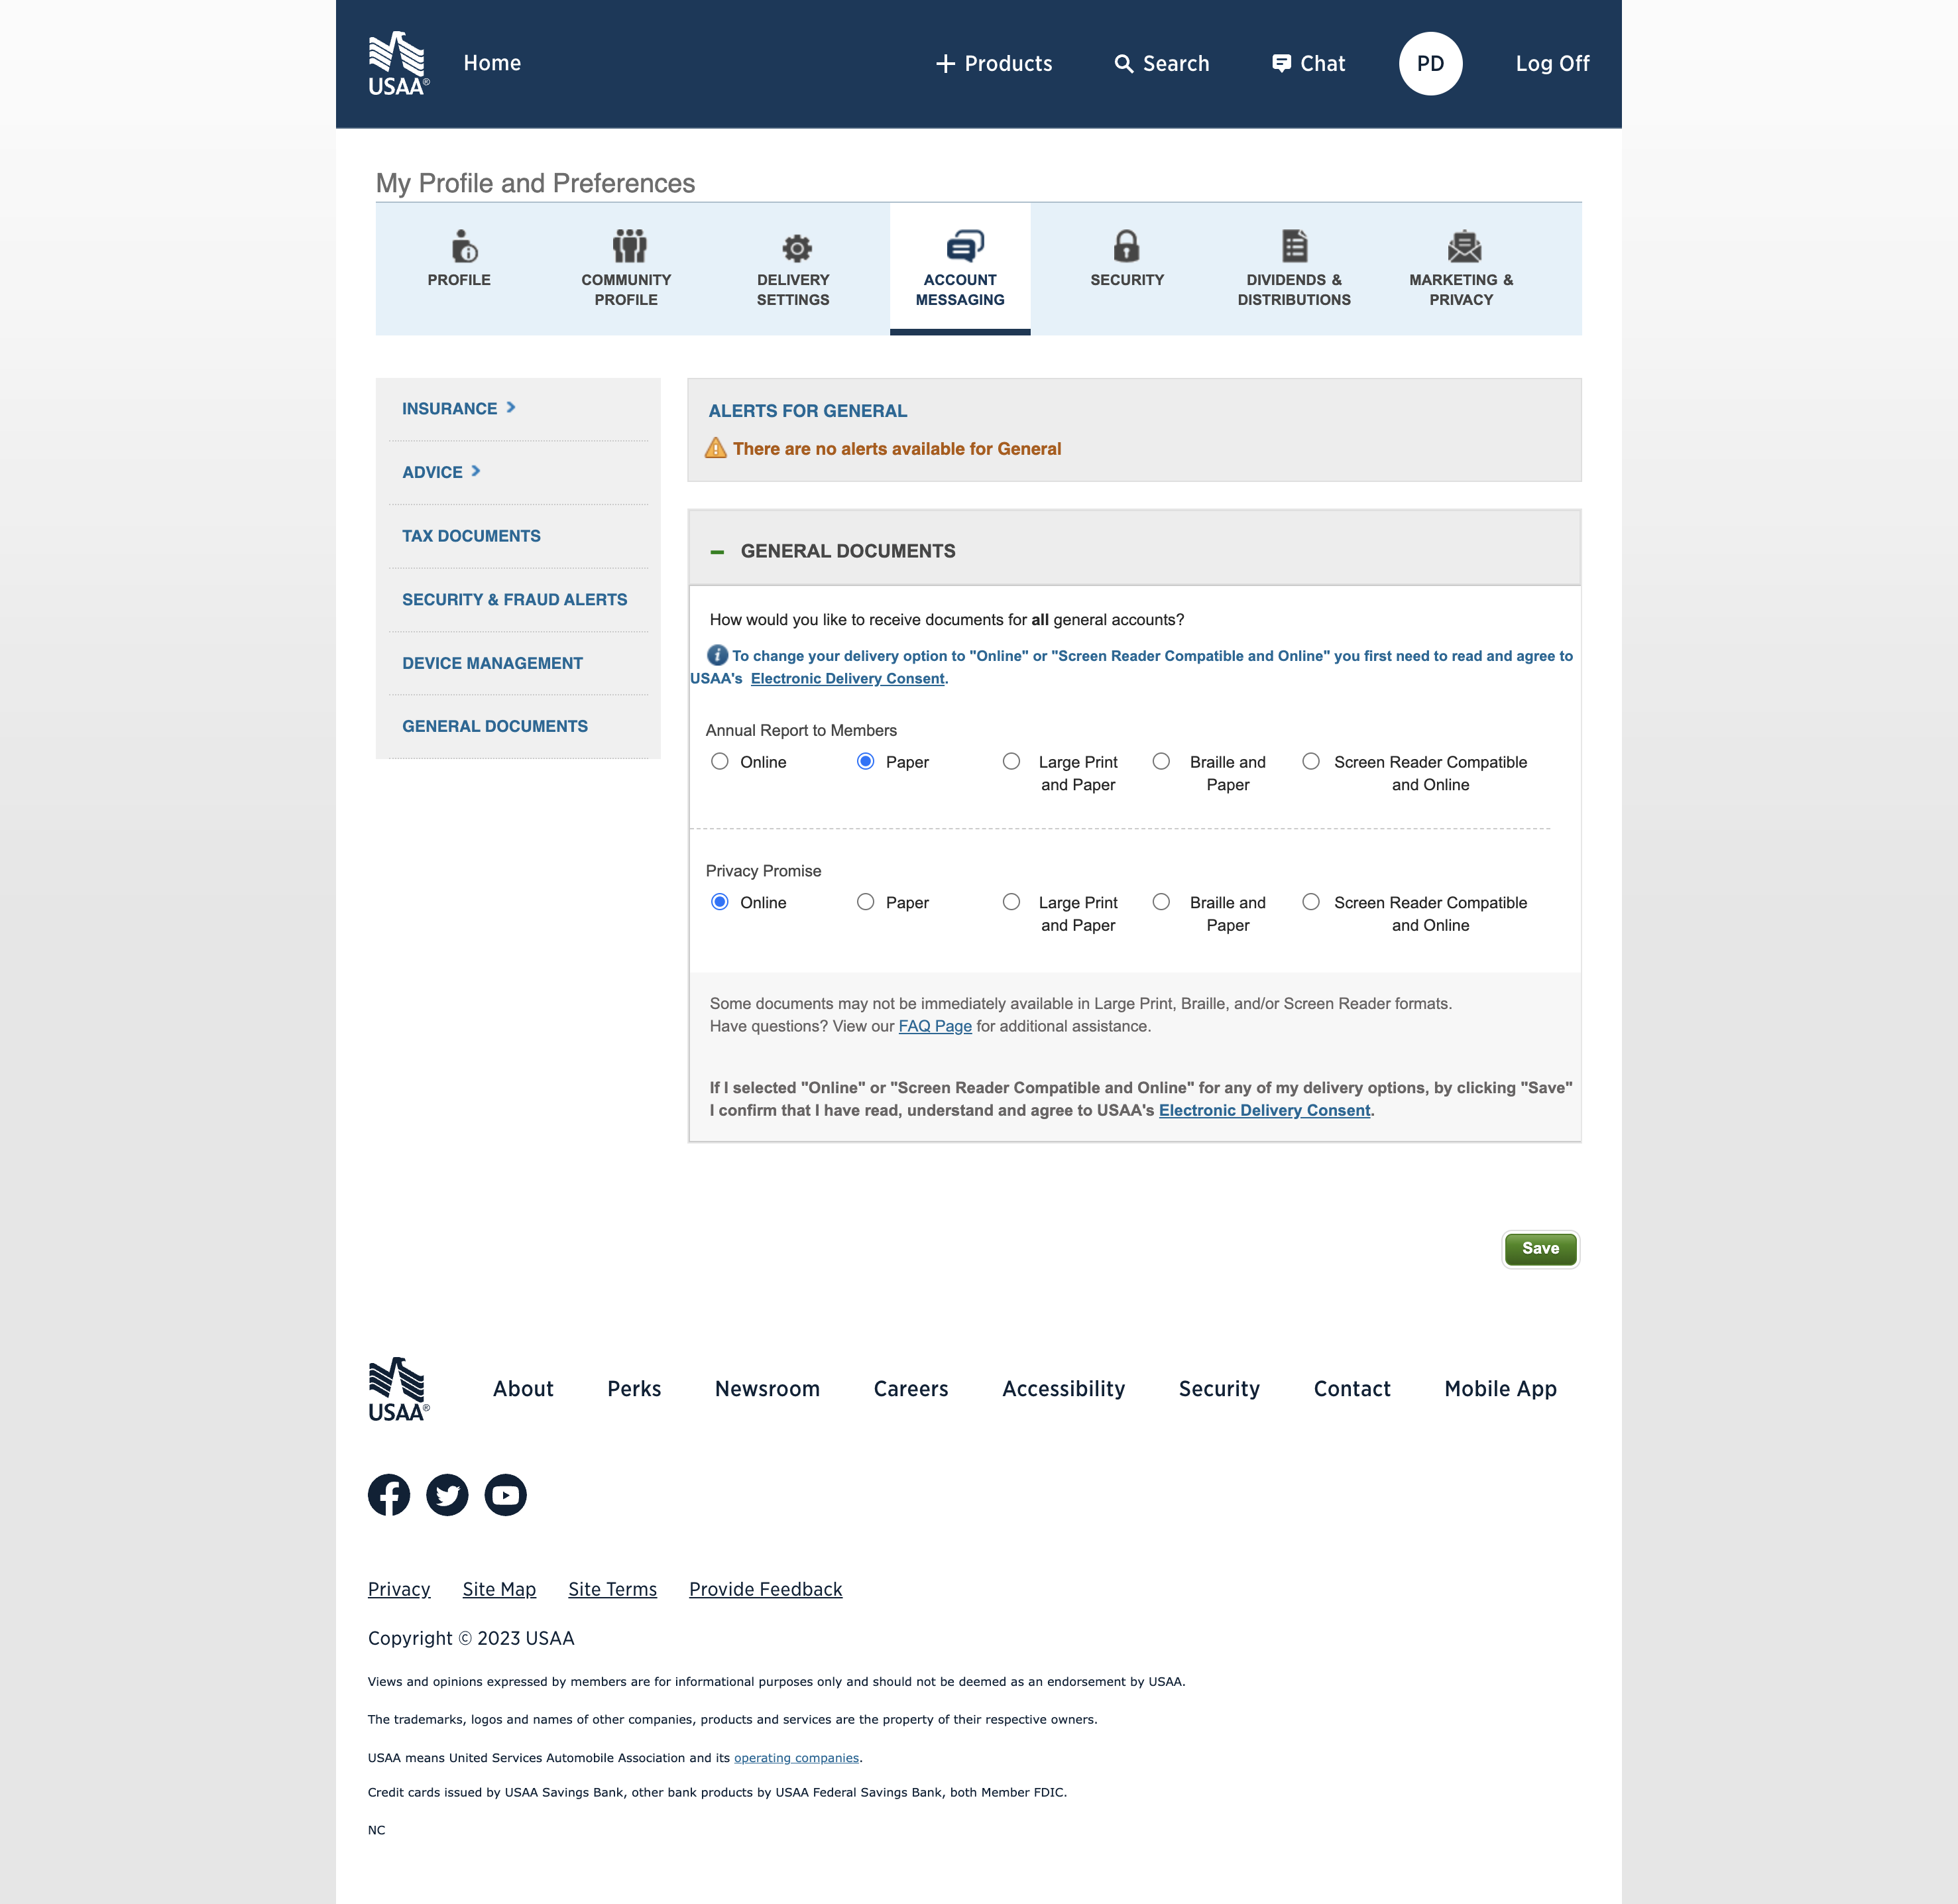 USAA®
Home
Products
Search
Chat
PD
Log Off
My Profile and Preferences
PROFILE
COMMUNITY
PROFILE
DELIVERY
SETTINGS
ACCOUNT
MESSAGING
SECURITY
DIVIDENDS &
DISTRIBUTIONS
MARKETING &
PRIVACY
INSURANCE
ADVICE
TAX DOCUMENTS
SECURITY & FRAUD ALERTS
DEVICE MANAGEMENT
GENERAL DOCUMENTS
ALERTS FOR GENERAL
There are no alerts available for General
GENERAL DOCUMENTS
How would you like to receive documents for all general accounts?
To change your delivery option to "Online" or "Screen Reader Compatible and Online" you first need to read and agree to
USAA's Electronic Delivery Consent.
Annual Report to Members
Online
Paper
Large Print
and Paper
Braille and
Paper
Screen Reader Compatible
and Online
Privacy Promise
Online
Paper
Large Print
and Paper
Braille and
Paper
Screen Reader Compatible
and Online
Some documents may not be immediately available in Large Print, Braille, and/or Screen Reader formats.
Have questions? View our FAQ Page for additional assistance.
If I selected "Online" or "Screen Reader Compatible and Online" for any of my delivery options, by clicking "Save"
I confirm that I have read, understand and agree to USAA's Electronic Delivery Consent.
Save
USAA®
About
Perks
Newsroom
Careers
Accessibility
Security
Contact
Mobile App
Privacy
Site Map
Site Terms
Provide Feedback
Copyright © 2023 USAA
Views and opinions expressed by members are for informational purposes only and should not be deemed as an endorsement by USAA.
The trademarks, logos and names of other companies, products and services are the property of their respective owners.
USAA means United Services Automobile Association and its operating companies.
Credit cards issued by USAA Savings Bank, other bank products by USAA Federal Savings Bank, both Member FDIC.
NC